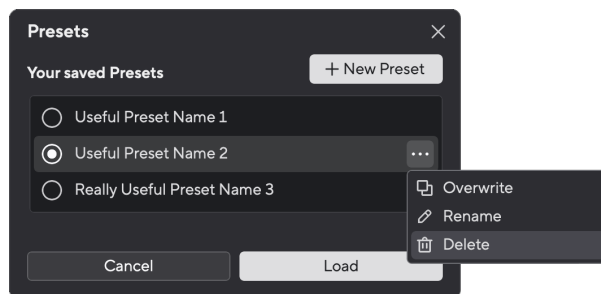 Presets
Your saved Presets
+ New Preset
Useful Preset Name 1
Useful Preset Name 2
Really Useful Preset Name 3
Overwrite
Rename
Delete
Cancel
Load